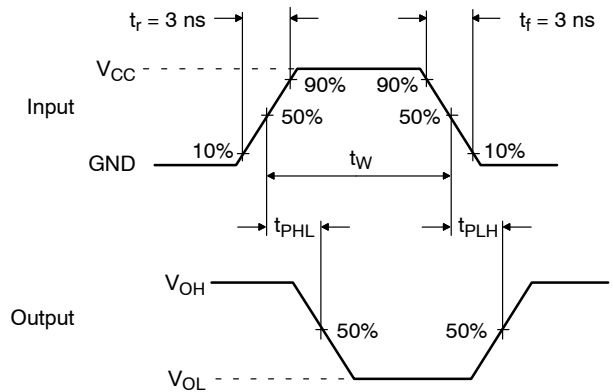 t_r = 3 ns
t_f = 3 ns
V_CC
90%
90%
Input
50%
50%
10%
10%
t_W
GND
t_PHL
t_PLH
V_OH
Output
50%
50%
V_OL